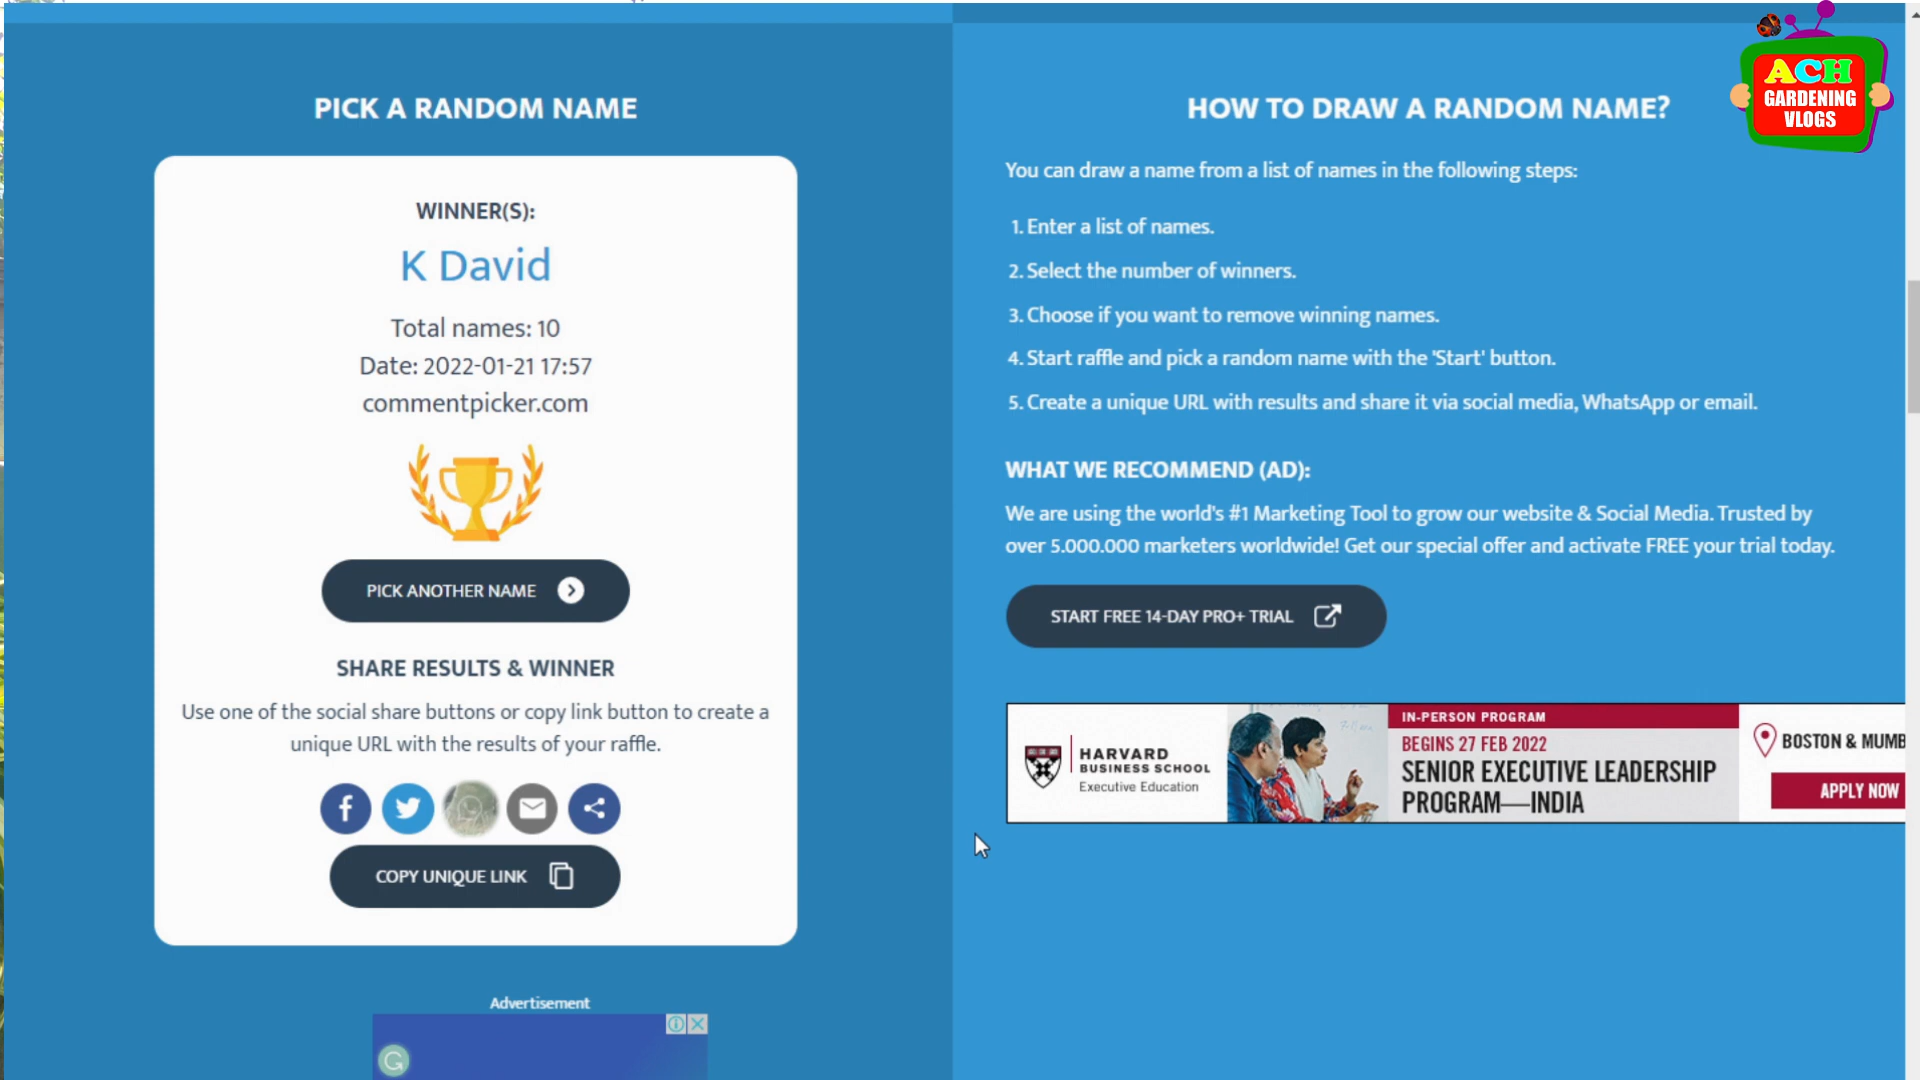 ACH
GARDENING
VLOGS
PICK A RANDOM NAME
WINNER(S):
K David
Total names: 10
Date: 2022-01-21 17:57
commentpicker.com
PICK ANOTHER NAME
SHARE RESULTS & WINNER
Use one of the social share buttons or copy link button to create a
unique URL with the results of your raffle.
COPY UNIQUE LINK
Advertisement
HOW TO DRAW A RANDOM NAME?
You can draw a name from a list of names in the following steps:
1. Enter a list of names.
2. Select the number of winners.
3. Choose if you want to remove winning names.
4. Start raffle and pick a random name with the 'Start' button.
5. Create a unique URL with results and share it via social media, WhatsApp or email.
WHAT WE RECOMMEND (AD):
We are using the world's #1 Marketing Tool to grow our website & Social Media. Trusted by
over 5.000.000 marketers worldwide! Get our special offer and activate FREE your trial today.
START FREE 14-DAY PRO+ TRIAL
HARVARD
BUSINESS SCHOOL
Executive Education
IN-PERSON PROGRAM
BEGINS 27 FEB 2022
SENIOR EXECUTIVE LEADERSHIP
PROGRAM—INDIA
BOSTON & MUMB
APPLY NOW